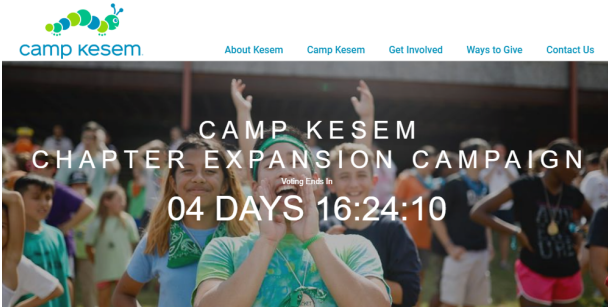 camp kesem
About Kesem
Camp Kesem
Get Involved
Ways to Give
Contact Us
CAMP KESEM
CHAPTER EXPANSION CAMPAIGN
Voting Ends In
04 DAYS 16:24:10